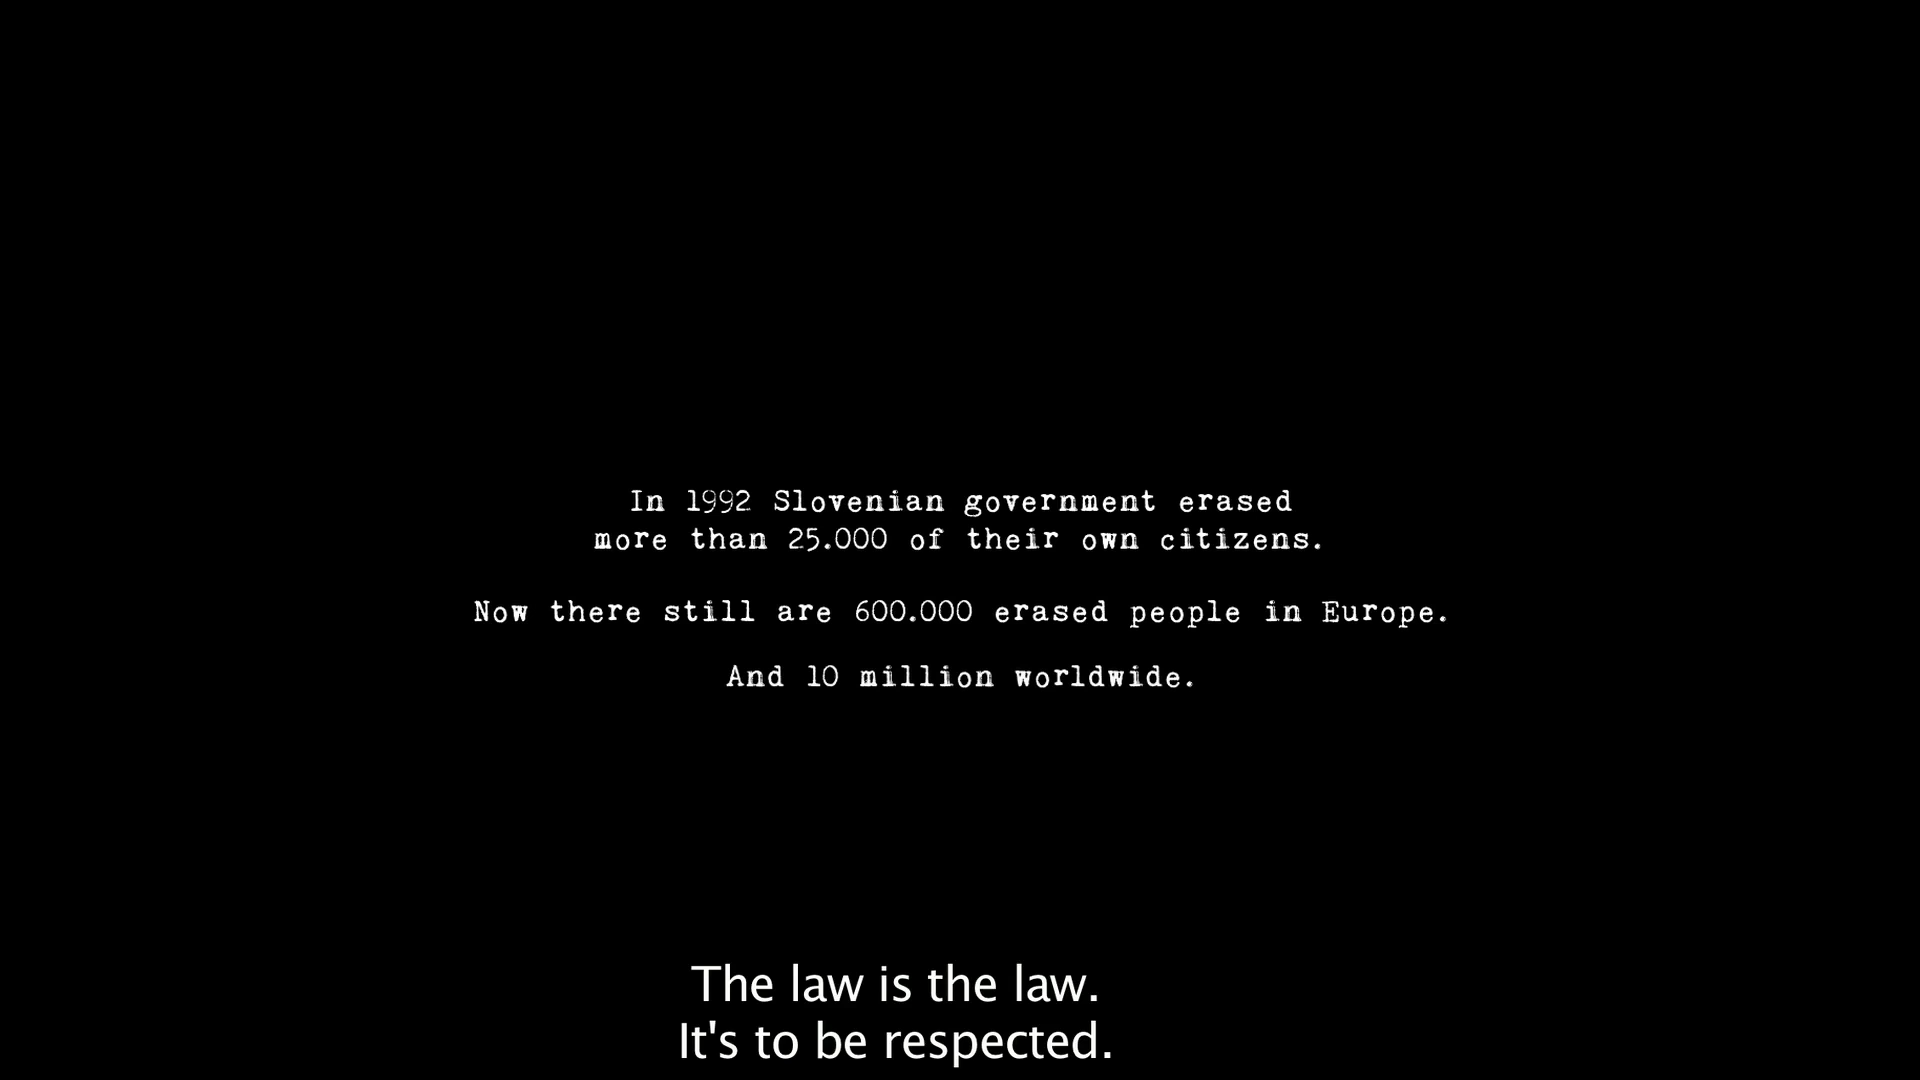 In 1992 Slovenian government erased
more than 25.000 of their own citizens.
Now there still are 600.000 erased people in Europe.
And 10 million worldwide.
The law is the law.
It's to be respected.